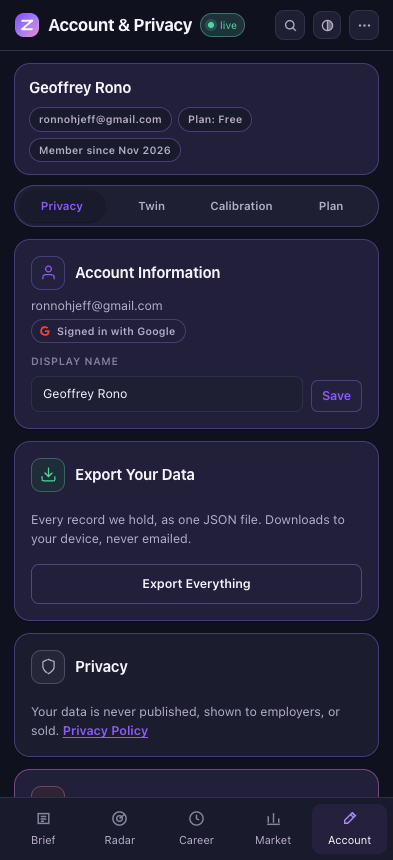 Account & Privacy
live
Geoffrey Rono
ronnohjeff@gmail.com
Plan: Free
Member since Nov 2026
Privacy
Twin
Calibration
Plan
Account Information
ronnohjeff@gmail.com
G Signed in with Google
DISPLAY NAME
Geoffrey Rono
Save
Export Your Data
Every record we hold, as one JSON file. Downloads to
your device, never emailed.
Export Everything
Privacy
Your data is never published, shown to employers, or
sold. Privacy Policy
Brief
Radar
Career
Market
Account